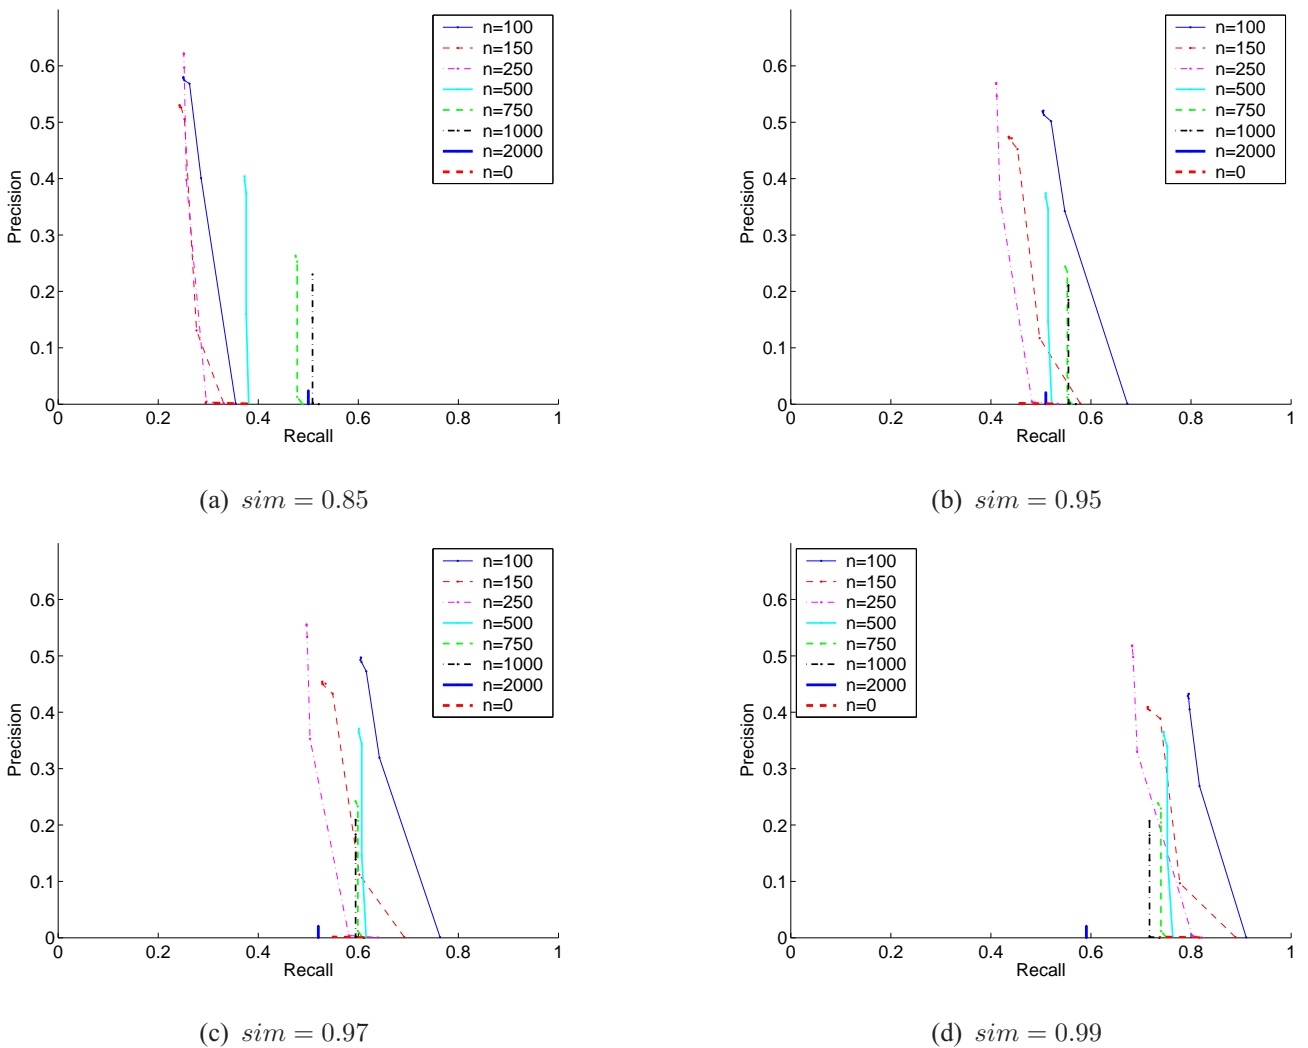 0.6
0.5
0.4
0.3
0.2
0.1
0
Precision
0 0.2 0.4 0.6 0.8 1
Recall
n=100
n=150
n=250
n=500
n=750
n=1000
n=2000
n=0
(a) sim = 0.85
0.6
0.5
0.4
0.3
0.2
0.1
0
Precision
0 0.2 0.4 0.6 0.8 1
Recall
n=100
n=150
n=250
n=500
n=750
n=1000
n=2000
n=0
(b) sim = 0.95
0.6
0.5
0.4
0.3
0.2
0.1
0
Precision
0 0.2 0.4 0.6 0.8 1
Recall
n=100
n=150
n=250
n=500
n=750
n=1000
n=2000
n=0
(c) sim = 0.97
0.6
0.5
0.4
0.3
0.2
0.1
0
Precision
0 0.2 0.4 0.6 0.8 1
Recall
n=100
n=150
n=250
n=500
n=750
n=1000
n=2000
n=0
(d) sim = 0.99